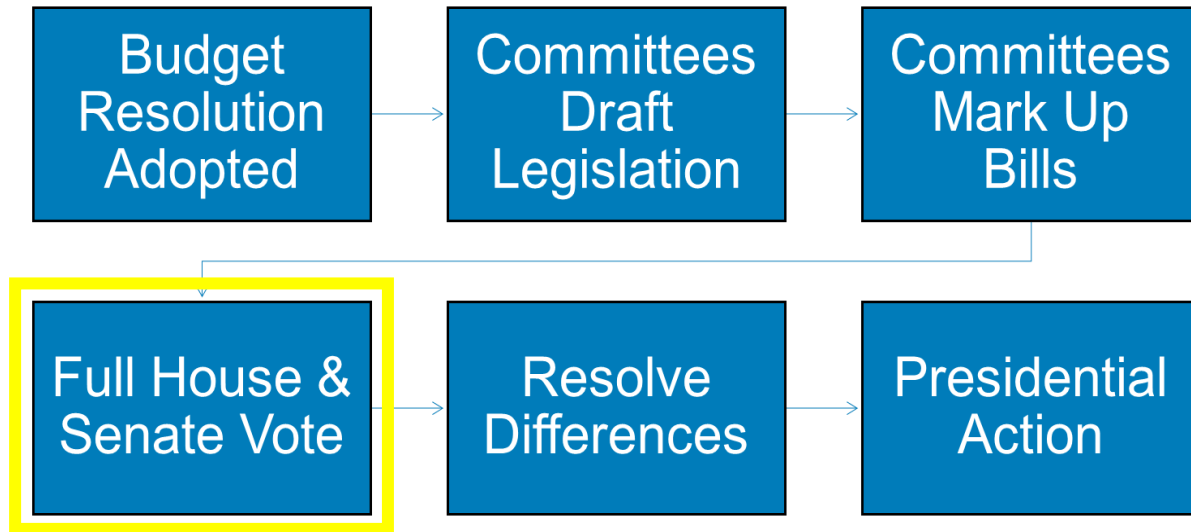 Budget
Resolution
Adopted
Committees
Draft
Legislation
Committees
Mark Up
Bills
Full House &
Senate Vote
Resolve
Differences
Presidential
Action